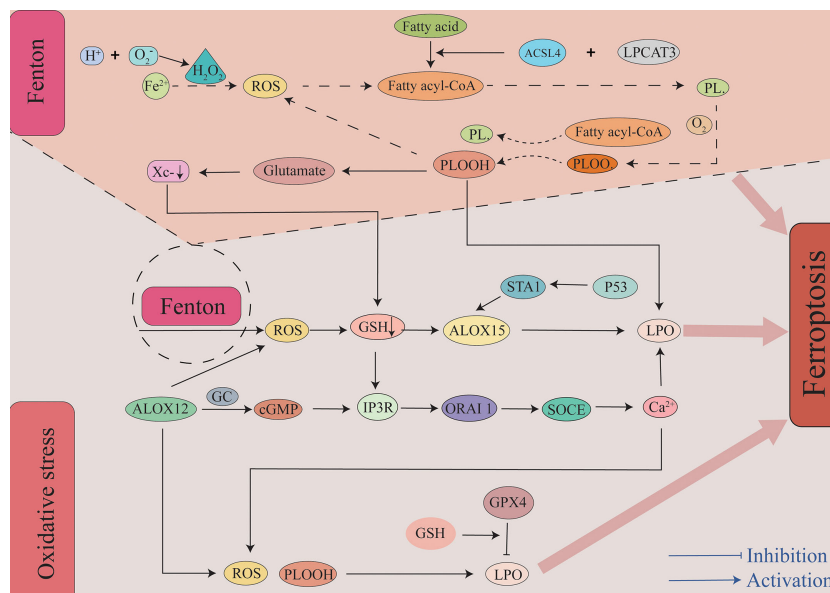 Fenton
H⁺ + O₂⁻
H₂O₂
Fe²⁺
ROS
Fatty acid
ACSL4 + LPCAT3
Fatty acyl-CoA
PL.
O₂
Fatty acyl-CoA
PL.
PLOOH
PLOO.
Glutamate
Xc-↓
Fenton
STA1
P53
ROS
GSH↓
ALOX15
LPO
Ferroptosis
ALOX12
GC
cGMP
IP3R
ORAI 1
SOCE
Ca²⁺
Oxidative stress
GPX4
GSH
ROS
PLOOH
LPO
Inhibition
Activation